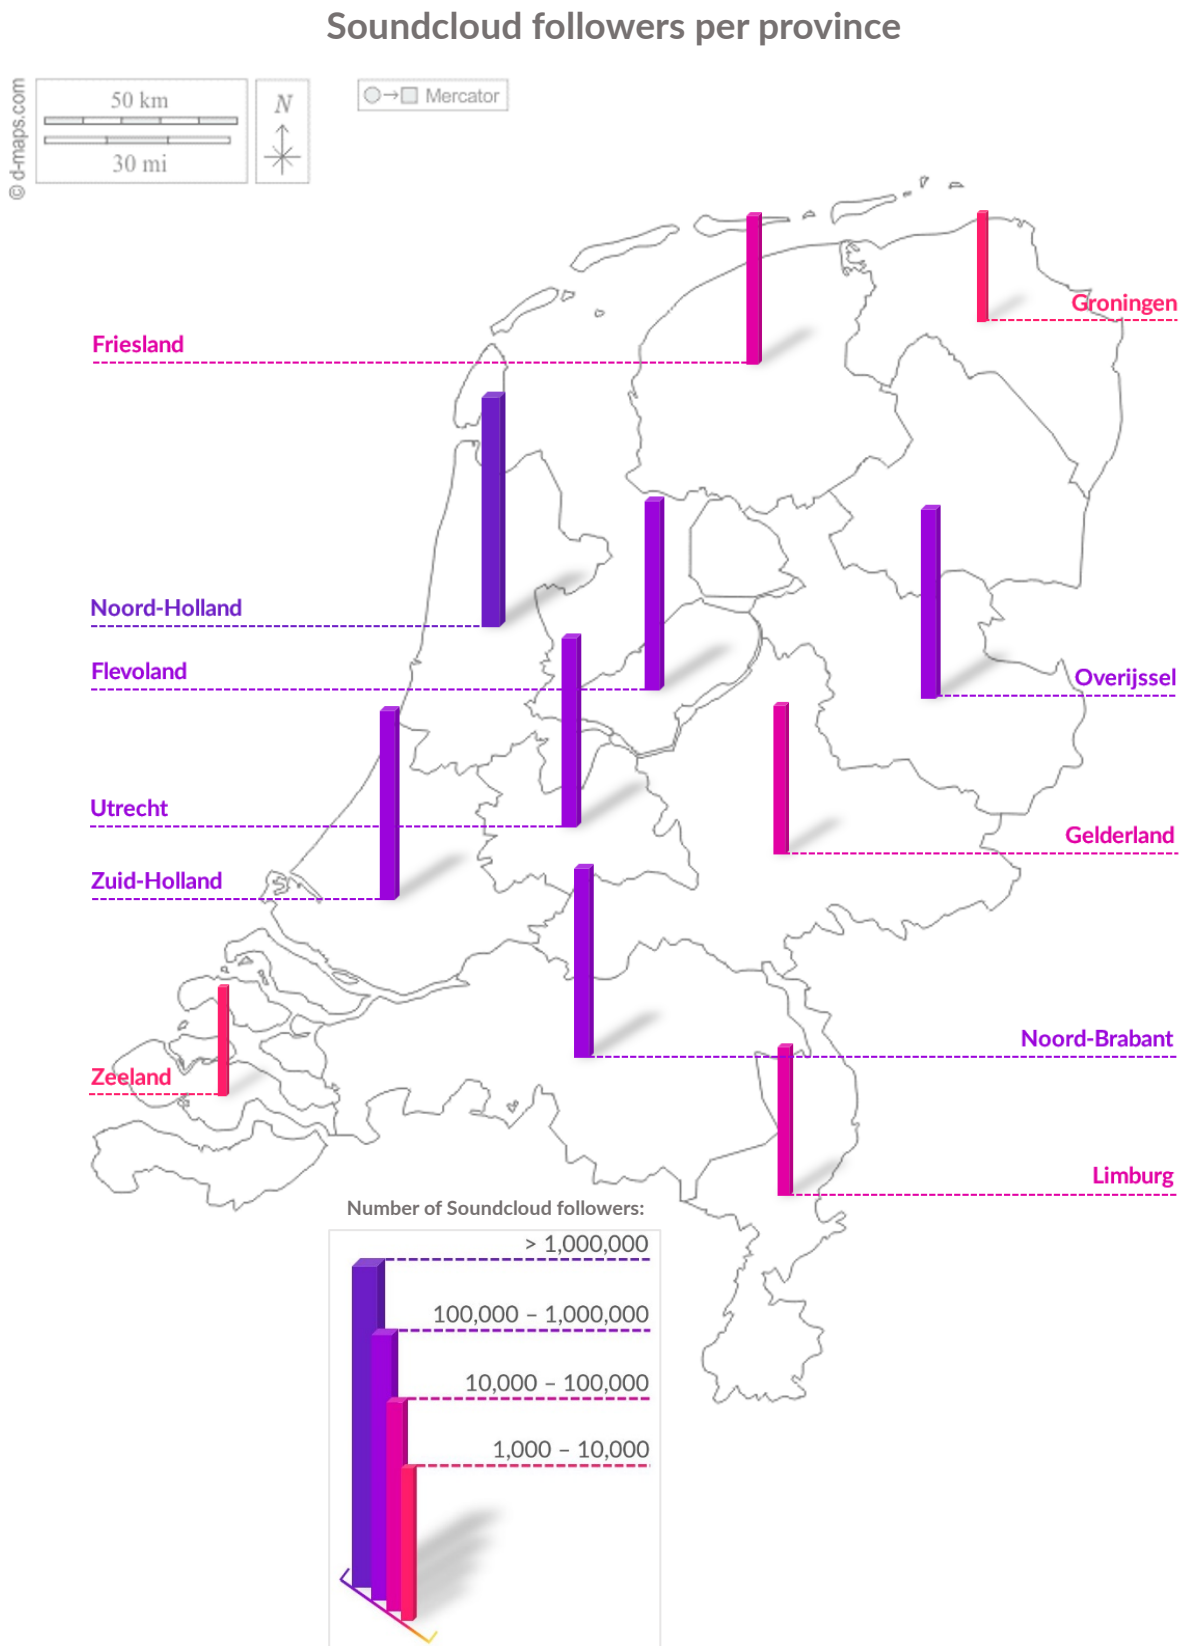 Soundcloud followers per province
© d-maps.com
50 km
30 mi
N
Mercator
Groningen
Friesland
Noord-Holland
Flevoland
Overijssel
Utrecht
Gelderland
Zuid-Holland
Noord-Brabant
Zeeland
Limburg
Number of Soundcloud followers:
> 1,000,000
100,000 – 1,000,000
10,000 – 100,000
1,000 – 10,000